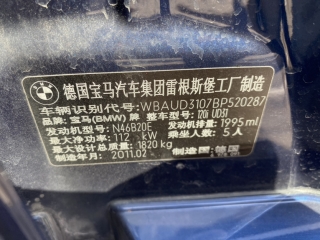 BMW
德国宝马汽车集团雷根斯堡工厂制造
车辆识别代号:WBAUD3107BP520287
品牌:宝马(BMW)牌 整车型号:120i UD31
发动机型号:N46B20E 发动机排量:1995 ml
最大净功率:112 kW 乘坐人数:5人
最大设计总质量:1820 kg
制造年月:2011.02 制造国:德国